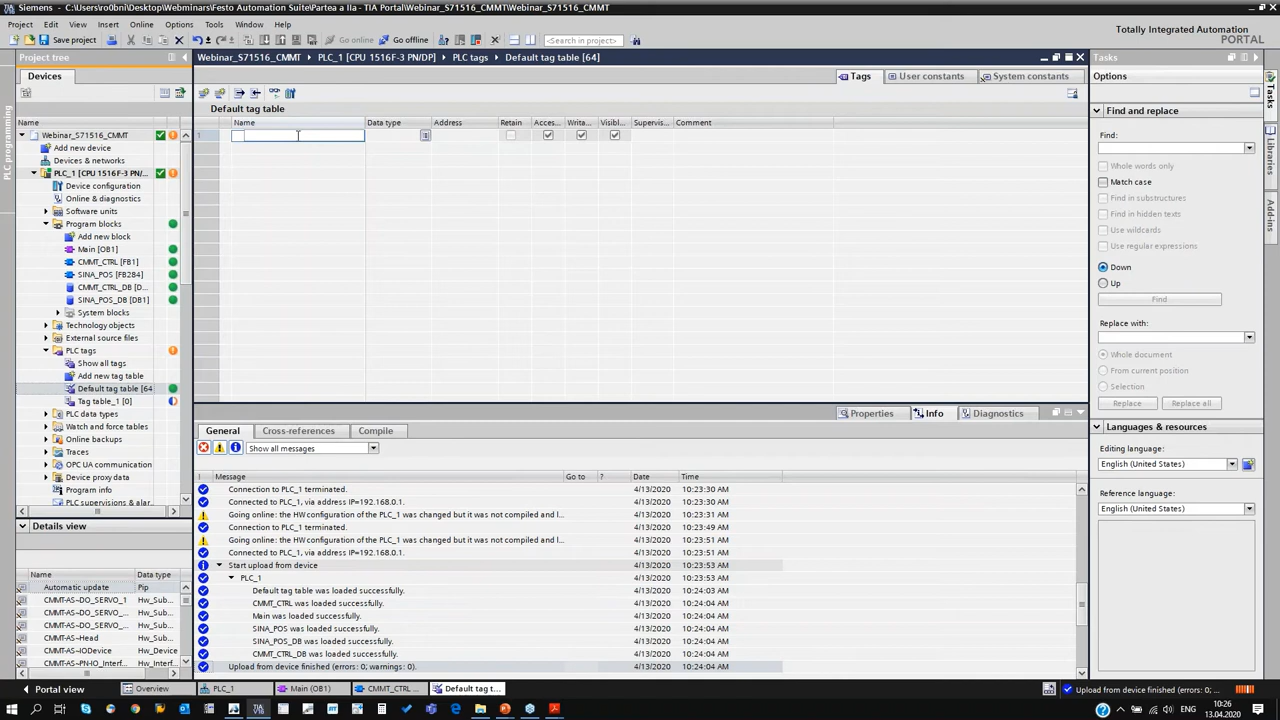 Siemens - C:\Users\ro0bni\Desktop\Webminars\Festo Automation Suite\Partea a IIa - TIA Portal\Webinar_S71516_CMMT\Webinar_S71516_CMMT
Project Edit View Insert Online Options Tools Window Help
Totally Integrated Automation
PORTAL
Save project
Go online
Go offline
<Search in project>
Project tree
Devices
Name
Webinar_S71516_CMMT
Add new device
Devices & networks
PLC_1 [CPU 1516F-3 PN/...
Device configuration
Online & diagnostics
Software units
Program blocks
Add new block
Main [OB1]
CMMT_CTRL [FB1]
SINA_POS [FB284]
CMMT_CTRL_DB [D...
SINA_POS_DB [DB1]
System blocks
Technology objects
External source files
PLC tags
Show all tags
Add new tag table
Default tag table [64
Tag table_1 [0]
PLC data types
Watch and force tables
Online backups
Traces
OPC UA communication
Device proxy data
Program info
PLC supervisions & alar...
Details view
Name Data type
Automatic update Pip
CMMT-AS~DO_SERVO_1 Hw_Sub...
CMMT-AS~DO_SERVO_... Hw_Sub...
CMMT-AS~DO_SERVO_... Hw_Sub...
CMMT-AS~Head Hw_Sub...
CMMT-AS~IODevice Hw_Dev...
CMMT-AS~PN-IO_Interf... Hw_Inte...
PLC programming
Webinar_S71516_CMMT PLC_1 [CPU 1516F-3 PN/DP] PLC tags Default tag table [64]
Tags
User constants
System constants
Default tag table
Name Data type Address Retain Acces... Writa... Visibl... Supervis... Comment
1
Properties
Info
Diagnostics
General
Cross-references
Compile
Show all messages
! Message Go to ? Date Time
Connection to PLC_1 terminated. 4/13/2020 10:23:30 AM
Connected to PLC_1, via address IP=192.168.0.1. 4/13/2020 10:23:30 AM
Going online: the HW configuration of the PLC_1 was changed but it was not compiled and l... 4/13/2020 10:23:31 AM
Connection to PLC_1 terminated. 4/13/2020 10:23:49 AM
Going online: the HW configuration of the PLC_1 was changed but it was not compiled and l... 4/13/2020 10:23:51 AM
Connected to PLC_1, via address IP=192.168.0.1. 4/13/2020 10:23:51 AM
Start upload from device 4/13/2020 10:23:53 AM
PLC_1 4/13/2020 10:23:53 AM
Default tag table was loaded successfully. 4/13/2020 10:24:03 AM
CMMT_CTRL was loaded successfully. 4/13/2020 10:24:04 AM
Main was loaded successfully. 4/13/2020 10:24:04 AM
SINA_POS was loaded successfully. 4/13/2020 10:24:04 AM
SINA_POS_DB was loaded successfully. 4/13/2020 10:24:04 AM
CMMT_CTRL_DB was loaded successfully. 4/13/2020 10:24:04 AM
Upload from device finished (errors: 0; warnings: 0). 4/13/2020 10:24:04 AM
Tasks
Options
Find and replace
Find:
Whole words only
Match case
Find in substructures
Find in hidden texts
Use wildcards
Use regular expressions
Down
Up
Find
Replace with:
Whole document
From current position
Selection
Replace
Replace all
Languages & resources
Editing language:
English (United States)
Reference language:
English (United States)
Tasks
Libraries
Add-ins
Portal view
Overview
PLC_1
Main (OB1)
CMMT_CTRL ...
Default tag t...
Upload from device finished (errors: 0; ...
10:26
13.04.2020